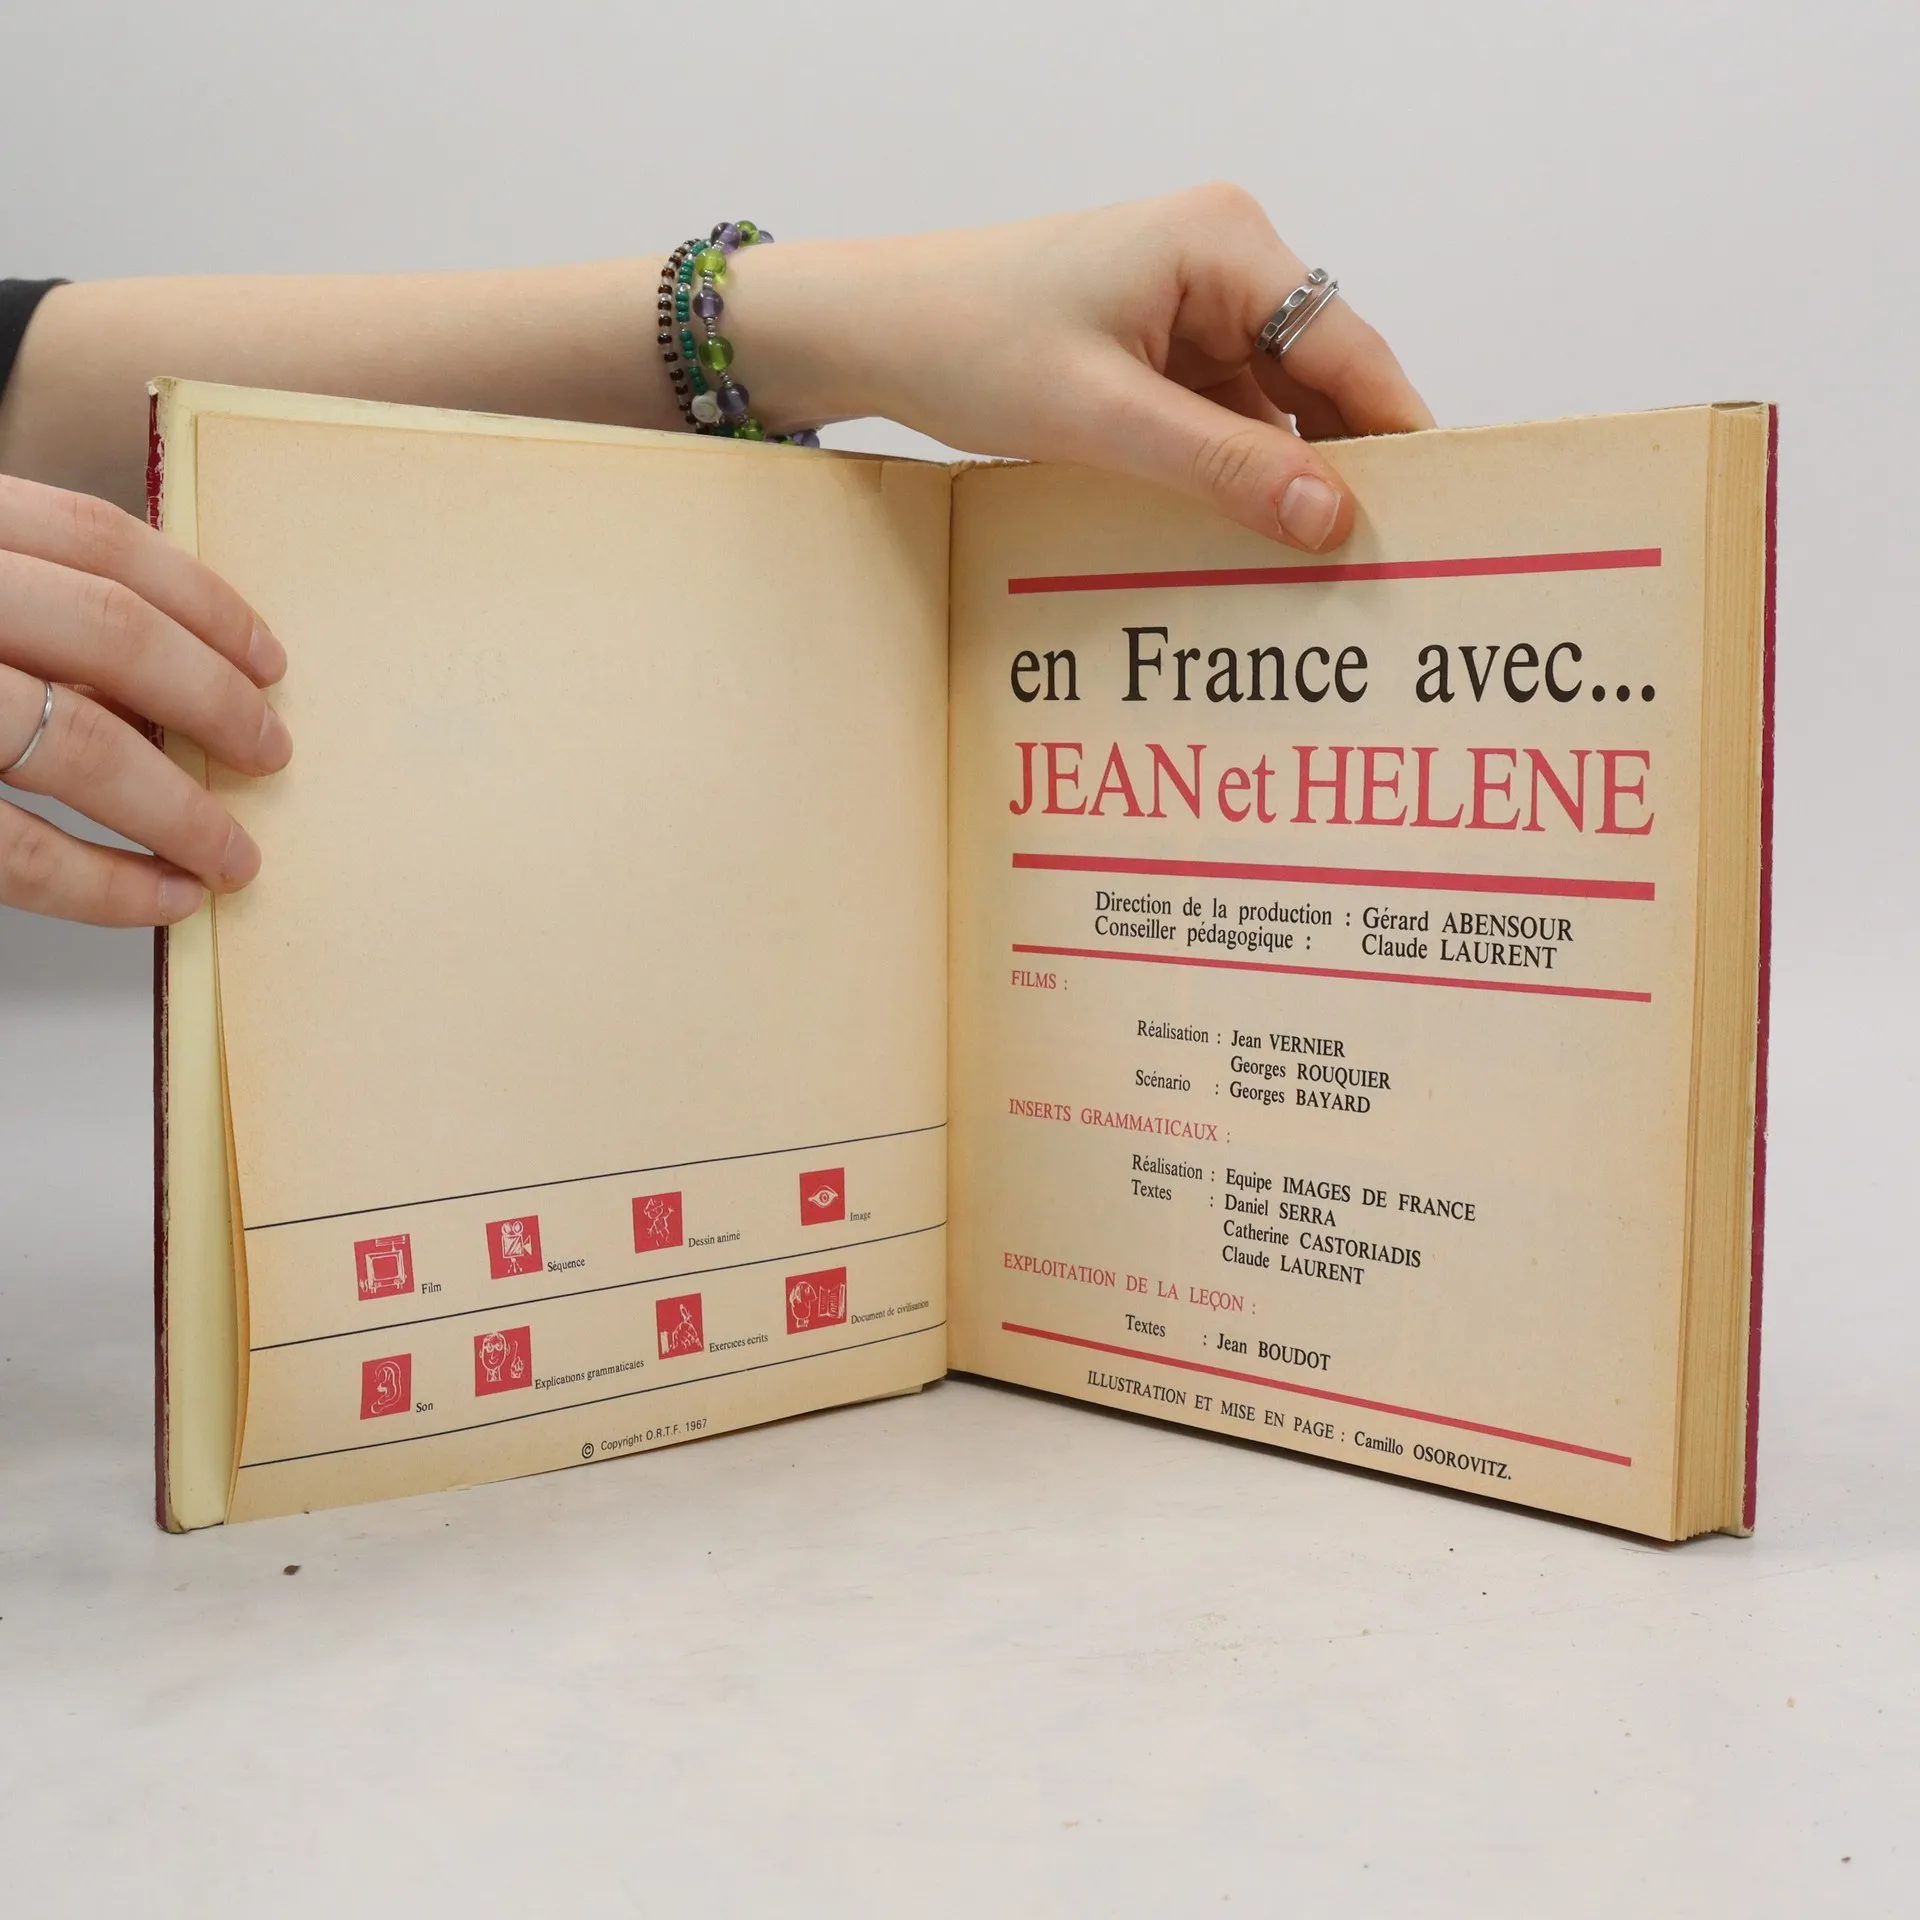 Film
Séquence
Dessin animé
Image
Son
Explications grammaticales
Exercices écrits
Document de civilisation
© Copyright O.R.T.F. 1967
en France avec...
JEAN et HELENE
Direction de la production : Gérard ABENSOUR
Conseiller pédagogique : Claude LAURENT
FILMS :
Réalisation : Jean VERNIER
Georges ROUQUIER
Scénario : Georges BAYARD
INSERTS GRAMMATICAUX :
Réalisation : Equipe IMAGES DE FRANCE
Textes : Daniel SERRA
Catherine CASTORIADIS
Claude LAURENT
EXPLOITATION DE LA LEÇON :
Textes : Jean BOUDOT
ILLUSTRATION ET MISE EN PAGE : Camillo OSOROVITZ.